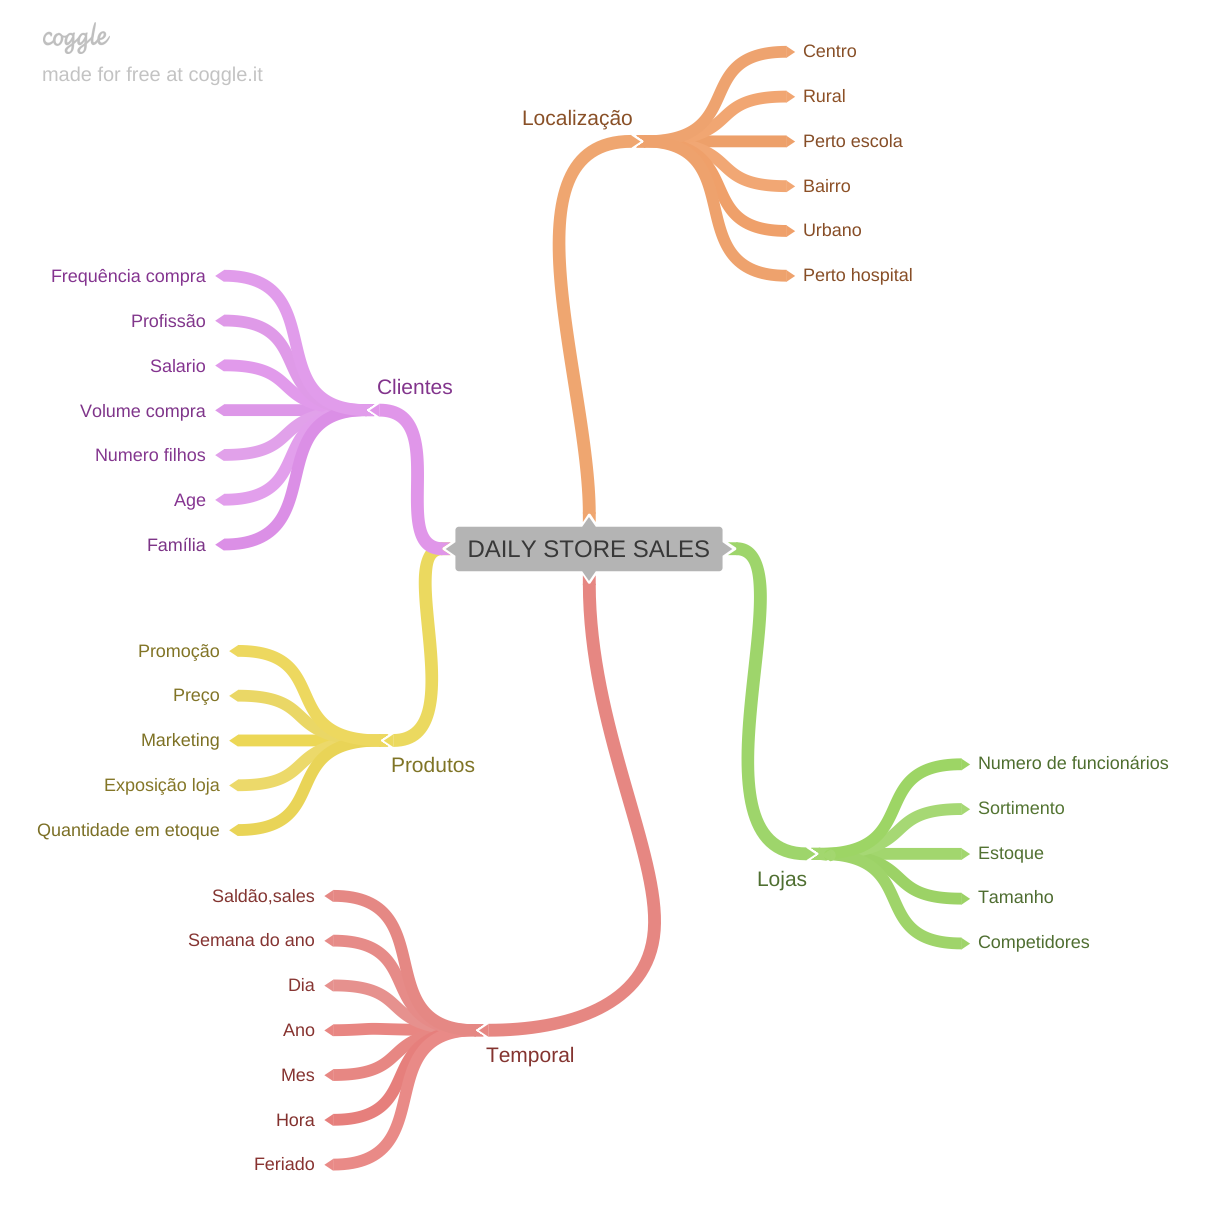 coggle
made for free at coggle.it
Localização
Centro
Rural
Perto escola
Bairro
Urbano
Perto hospital
Clientes
Frequência compra
Profissão
Salario
Volume compra
Numero filhos
Age
Família
DAILY STORE SALES
Produtos
Promoção
Preço
Marketing
Exposição loja
Quantidade em etoque
Lojas
Numero de funcionários
Sortimento
Estoque
Tamanho
Competidores
Temporal
Saldão,sales
Semana do ano
Dia
Ano
Mes
Hora
Feriado